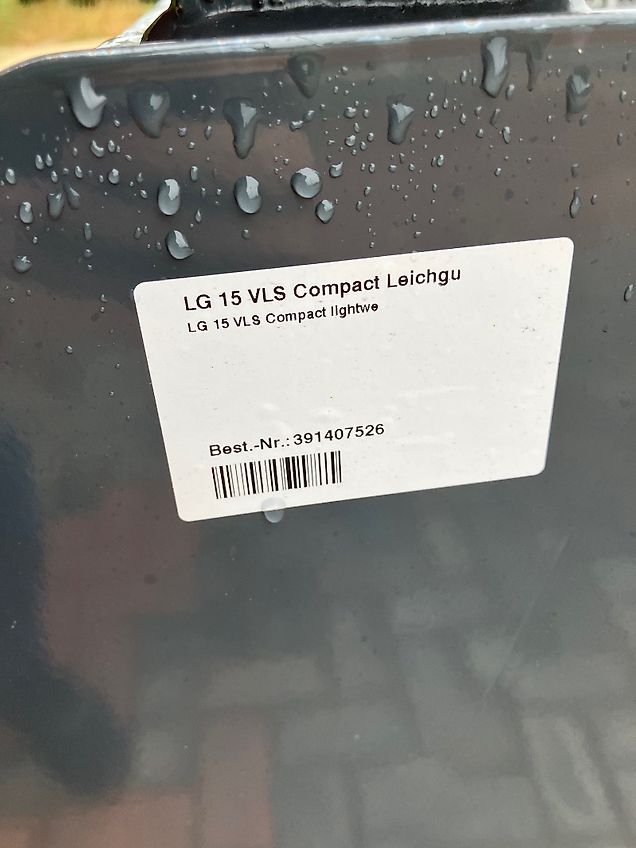 LG 15 VLS Compact Leichgu
LG 15 VLS Compact lightwe
Best.-Nr.: 391407526